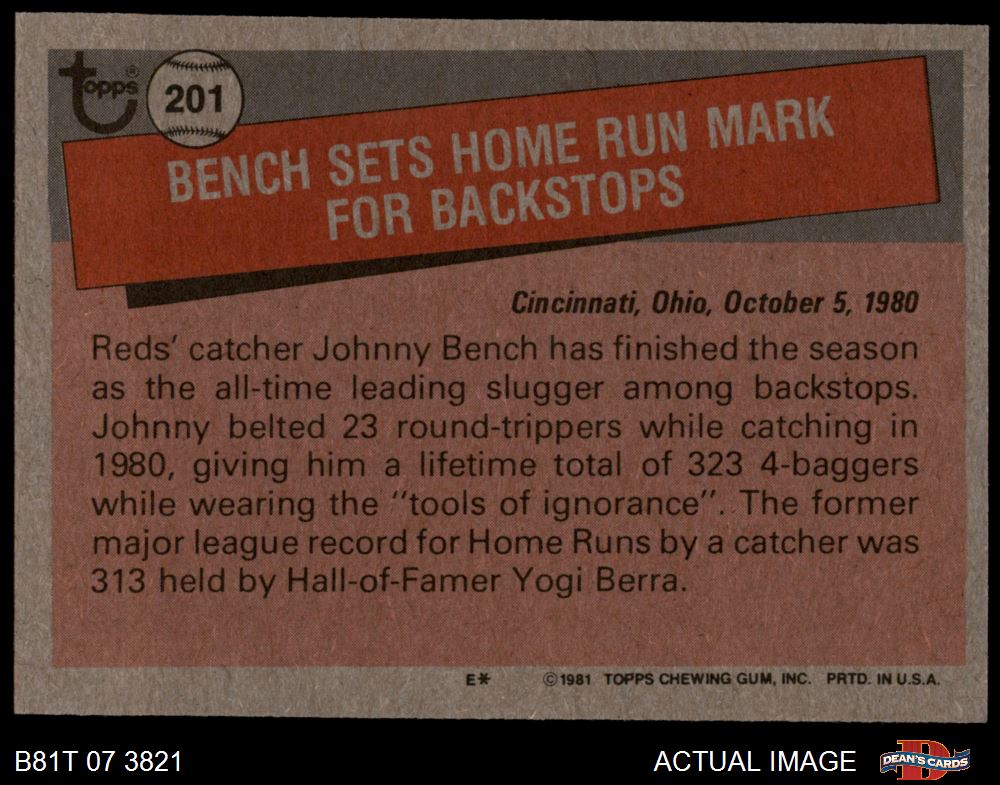 topps®
201
BENCH SETS HOME RUN MARK
FOR BACKSTOPS
Cincinnati, Ohio, October 5, 1980
Reds' catcher Johnny Bench has finished the season
as the all-time leading slugger among backstops.
Johnny belted 23 round-trippers while catching in
1980, giving him a lifetime total of 323 4-baggers
while wearing the "tools of ignorance". The former
major league record for Home Runs by a catcher was
313 held by Hall-of-Famer Yogi Berra.
E* ©1981 TOPPS CHEWING GUM, INC. PRTD. IN U.S.A.
B81T 07 3821 ACTUAL IMAGE D DEAN'S CARDS